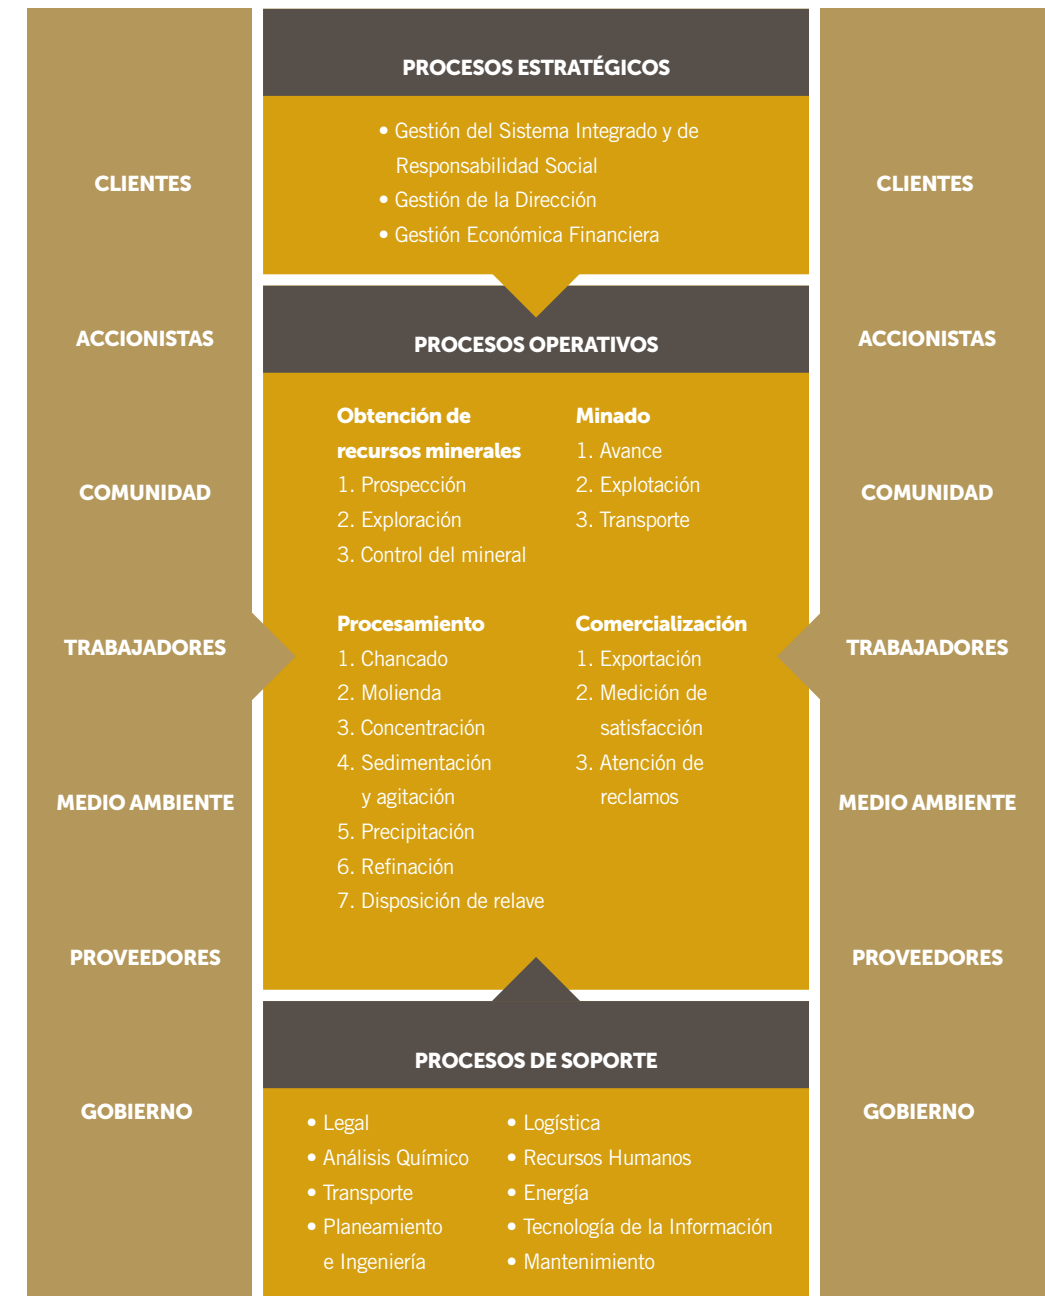 CLIENTES
ACCIONISTAS
COMUNIDAD
TRABAJADORES
MEDIO AMBIENTE
PROVEEDORES
GOBIERNO
PROCESOS ESTRATÉGICOS
• Gestión del Sistema Integrado y de
Responsabilidad Social
• Gestión de la Dirección
• Gestión Económica Financiera
PROCESOS OPERATIVOS
Obtención de
recursos minerales
1. Prospección
2. Exploración
3. Control del mineral
Minado
1. Avance
2. Explotación
3. Transporte
Procesamiento
1. Chancado
2. Molienda
3. Concentración
4. Sedimentación
y agitación
5. Precipitación
6. Refinación
7. Disposición de relave
Comercialización
1. Exportación
2. Medición de
satisfacción
3. Atención de
reclamos
PROCESOS DE SOPORTE
• Legal
• Análisis Químico
• Transporte
• Planeamiento
e Ingeniería
• Logística
• Recursos Humanos
• Energía
• Tecnología de la Información
• Mantenimiento
CLIENTES
ACCIONISTAS
COMUNIDAD
TRABAJADORES
MEDIO AMBIENTE
PROVEEDORES
GOBIERNO